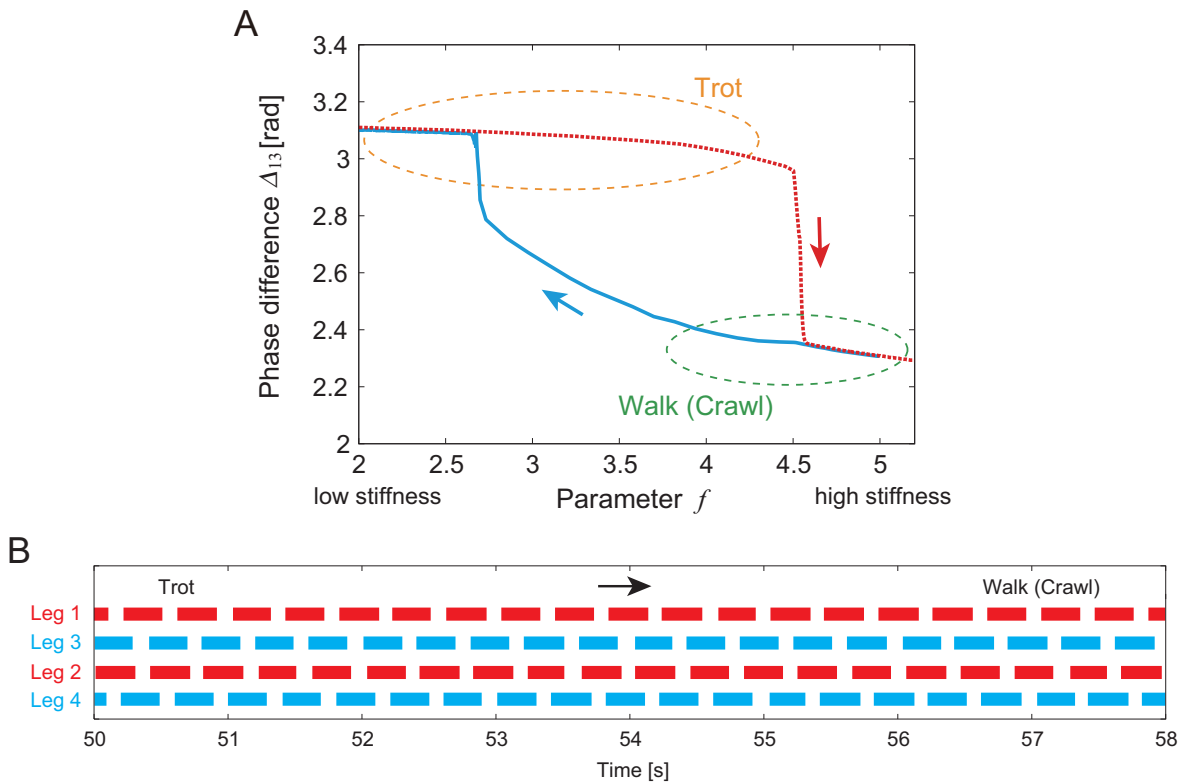 A
3.4
3.2
3
2.8
2.6
2.4
2.2
2
Phase difference Δ13 [rad]
Trot
Walk (Crawl)
2 2.5 3 3.5 4 4.5 5
low stiffness Parameter f high stiffness
B
Trot Walk (Crawl)
Leg 1
Leg 3
Leg 2
Leg 4
50 51 52 53 54 55 56 57 58
Time [s]